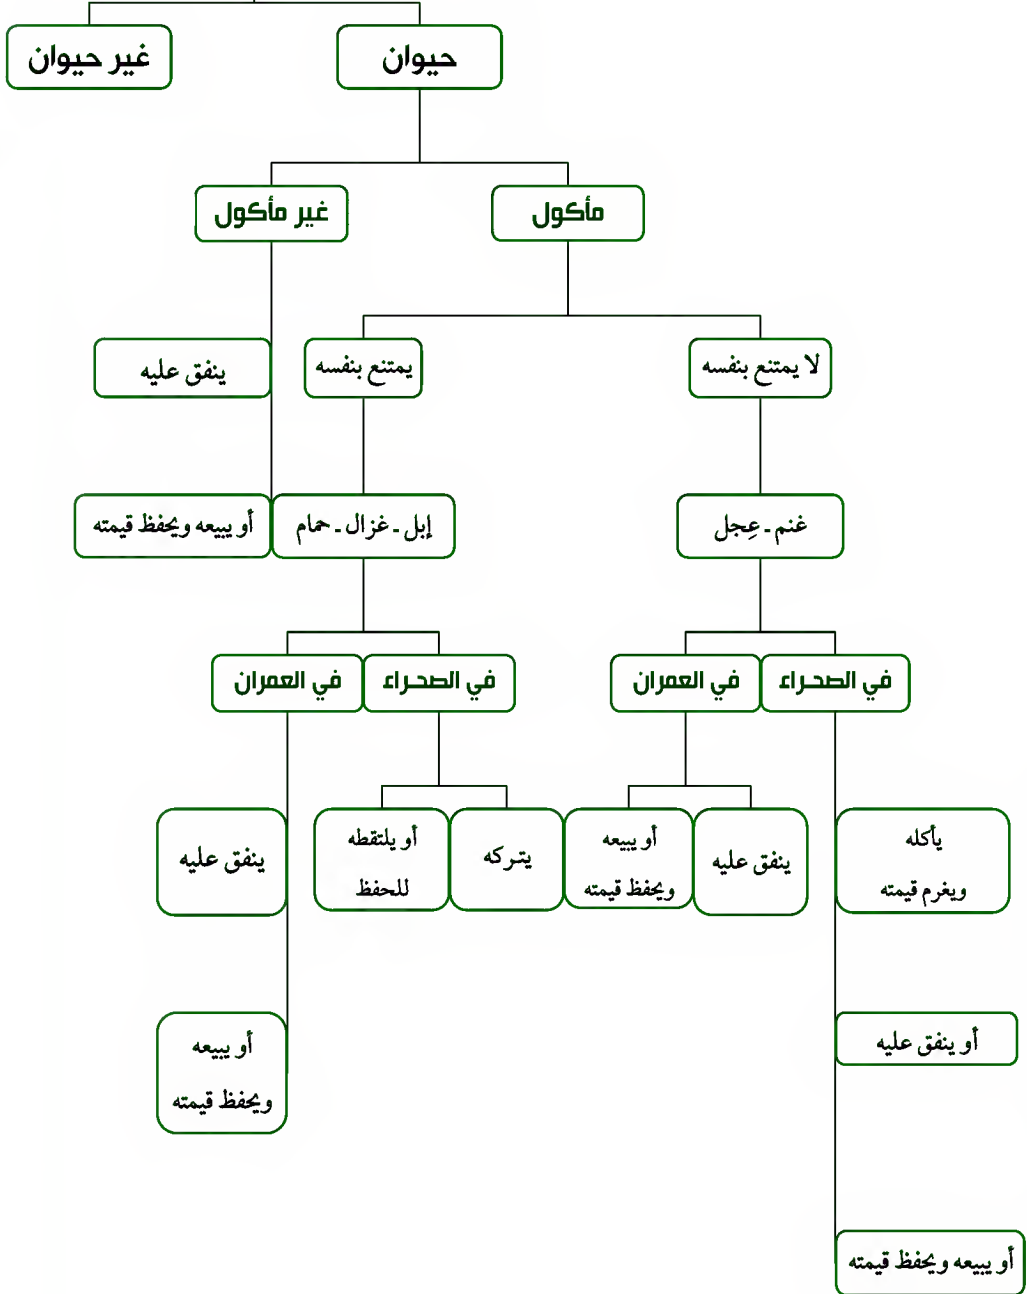 حيوان
غير حيوان
مأكول
غير مأكول
لا يمتنع بنفسه
يمتنع بنفسه
ينفق عليه
غنم - عِجل
إبل - غزال - حمام
أو يبيعه ويحفظ قيمته
في الصحراء
في العمران
في الصحراء
في العمران
يأكله
ويغرم قيمته
ينفق عليه
أو يبيعه
ويحفظ قيمته
يتركه
أو يلتقطه
للحفظ
ينفق عليه
أو ينفق عليه
أو يبيعه
ويحفظ قيمته
أو يبيعه ويحفظ قيمته